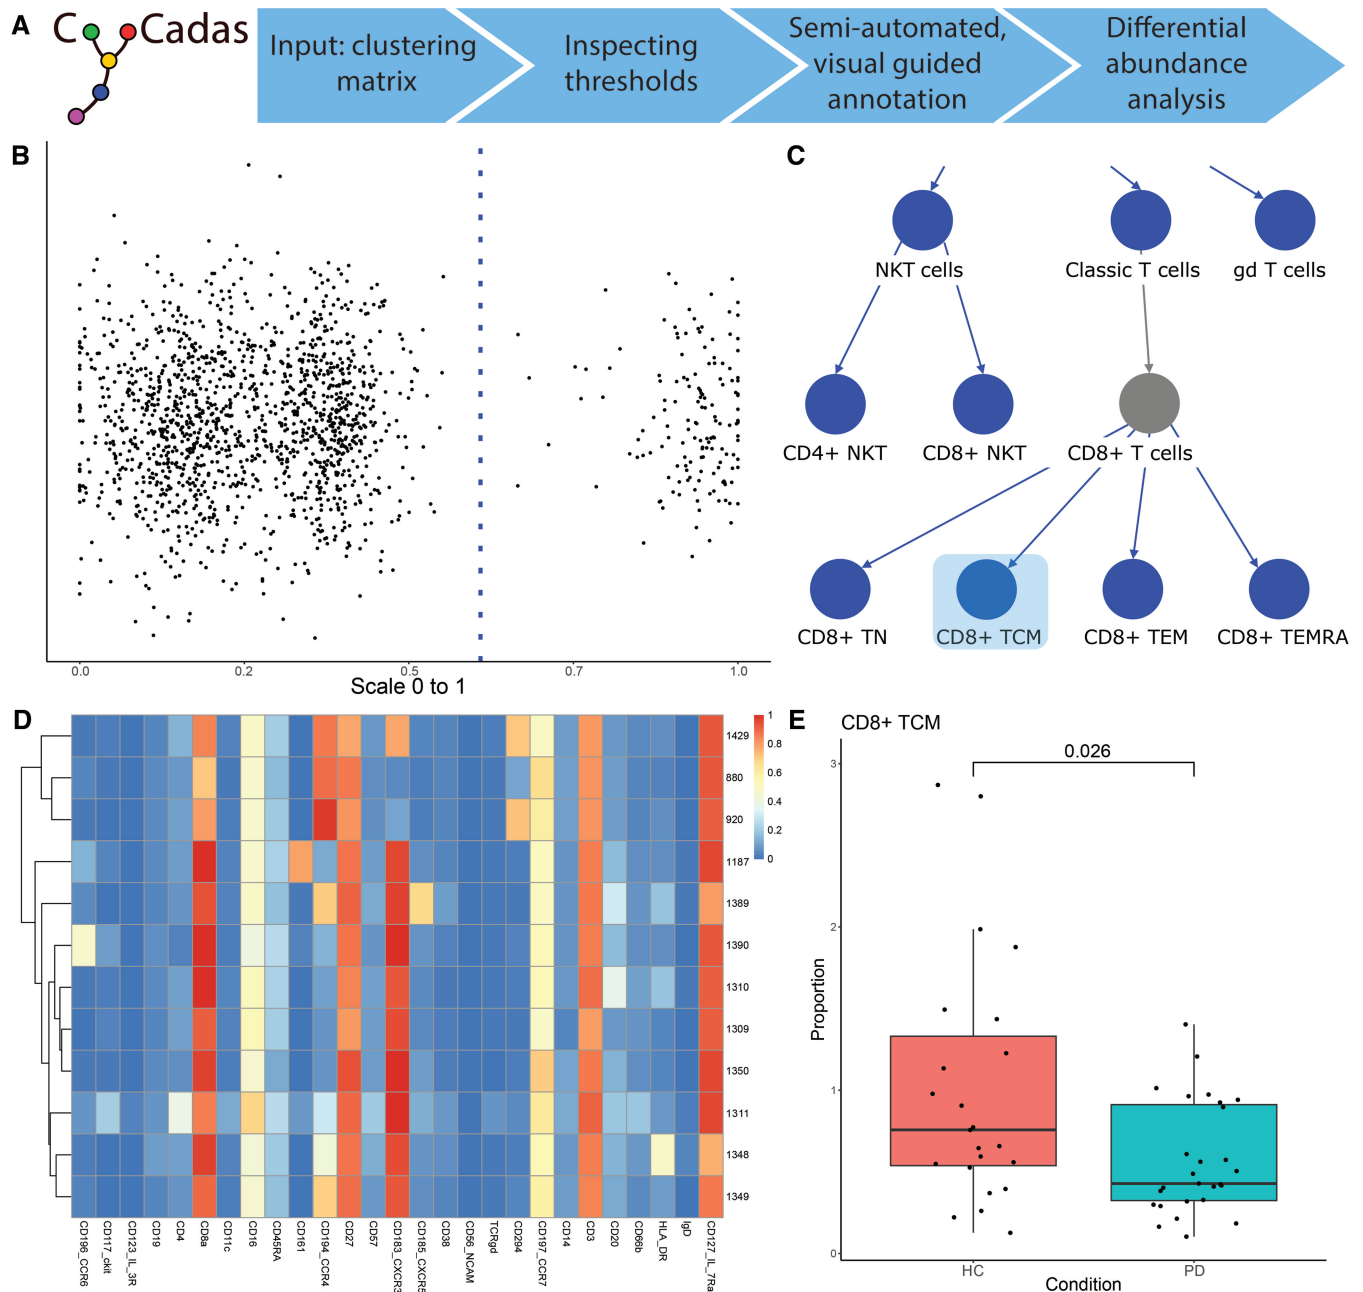 A
C Cadas
Input: clustering
matrix
Inspecting
thresholds
Semi-automated,
visual guided
annotation
Differential
abundance
analysis
B
0.0 0.2 0.5 0.7 1.0
Scale 0 to 1
C
NKT cells
Classic T cells
gd T cells
CD4+ NKT
CD8+ NKT
CD8+ T cells
CD8+ TN
CD8+ TCM
CD8+ TEM
CD8+ TEMRA
D
1429
880
920
1187
1389
1390
1310
1309
1350
1311
1348
1349
1
0.8
0.6
0.4
0.2
0
CD196_CCR6
CD117_ckit
CD123_IL_3R
CD19
CD4
CD8a
CD11c
CD16
CD45RA
CD161
CD194_CCR4
CD27
CD57
CD183_CXCR3
CD185_CXCR5
CD38
CD56_NCAM
TCRgd
CD294
CD197_CCR7
CD14
CD3
CD20
CD66b
HLA_DR
IgD
CD127_IL_7Ra
E
CD8+ TCM
0.026
3
2
1
0
Proportion
HC PD
Condition